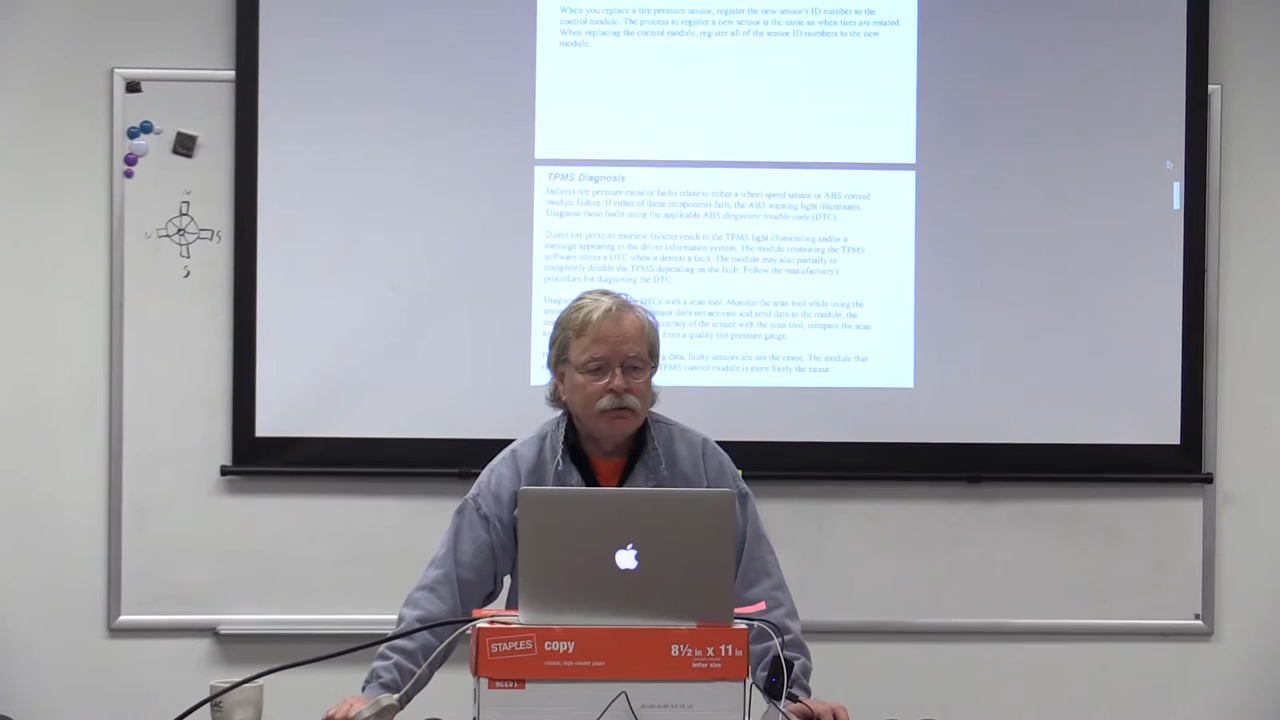 When you replace a tire pressure sensor, register the new sensor's ID number to the
control module. The process to register a new sensor is the same as when tires are rotated.
When replacing the control module, register all of the sensor ID numbers to the new
module.
TPMS Diagnosis
Indirect tire pressure monitor faults relate to either a wheel speed sensor or ABS control
module failure. If either of these components fails, the ABS warning light illuminates.
Diagnose these faults using the applicable ABS diagnostic trouble code (DTC).
Direct tire pressure monitor failures result in the TPMS light illuminating and/or a
message appearing in the driver information system. The module containing the TPMS
software stores a DTC when it detects a fault. The module may also partially or
completely disable the TPMS depending on the fault. Follow the manufacturer's
procedure for diagnosing the DTC.
DTCs with a scan tool. Monitor the scan tool while using the
does not activate and send data to the module, the
of the sensor with the scan tool, compare the scan
from a quality tire pressure gauge.
data, faulty sensors are not the cause. The module that
TPMS control module is more likely the cause.
N
N S
S
STAPLES copy
8½ in x 11 in
letter size